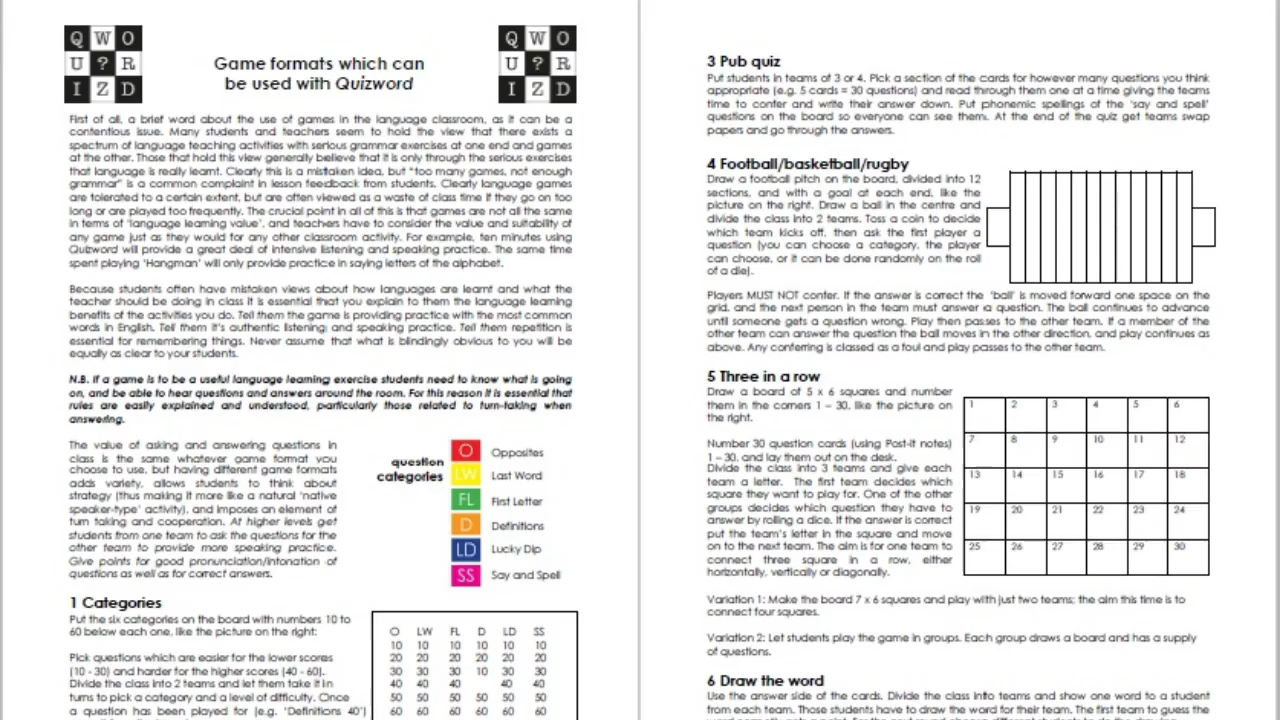 Q W O
U ? R
I Z D
Game formats which can
be used with Quizword
Q W O
U ? R
I Z D
First of all, a brief word about the use of games in the language classroom, as it can be a
contentious issue. Many students and teachers seem to hold the view that there exists a
spectrum of language teaching activities with serious grammar exercises at one end and games
at the other. Those that hold this view generally believe that it is only through the serious exercises
that language is really learnt. Clearly this is a mistaken idea, but "too many games, not enough
grammar" is a common complaint in lesson feedback from students. Clearly language games
are tolerated to a certain extent, but are often viewed as a waste of class time if they go on too
long or are played too frequently. The crucial point in all of this is that games are not all the same
in terms of 'language learning value', and teachers have to consider the value and suitability of
any game just as they would for any other classroom activity. For example, ten minutes using
Quizword will provide a great deal of intensive listening and speaking practice. The same time
spent playing 'Hangman' will only provide practice in saying letters of the alphabet.
Because students often have mistaken views about how languages are learnt and what the
teacher should be doing in class it is essential that you explain to them the language learning
benefits of the activities you do. Tell them the game is providing practice with the most common
words in English. Tell them it's authentic listening and speaking practice. Tell them repetition is
essential for remembering things. Never assume that what is blindingly obvious to you will be
equally as clear to your students.
N.B. If a game is to be a useful language learning exercise students need to know what is going
on, and be able to hear questions and answers around the room. For this reason it is essential that
rules are easily explained and understood, particularly those related to turn-taking when
answering.
The value of asking and answering questions in
class is the same whatever game format you
choose to use, but having different game formats
adds variety, allows students to think about
strategy (thus making it more like a natural 'native
speaker-type' activity), and imposes an element of
turn taking and cooperation. At higher levels get
students from one team to ask the questions for the
other team to provide more speaking practice.
Give points for good pronunciation/intonation of
questions as well as for correct answers.
question
categories
O Opposites
LW Last Word
FL First Letter
D Definitions
LD Lucky Dip
SS Say and Spell
1 Categories
Put the six categories on the board with numbers 10 to
60 below each one, like the picture on the right:
Pick questions which are easier for the lower scores
(10 - 30) and harder for the higher scores (40 - 60).
Divide the class into 2 teams and let them take it in
turns to pick a category and a level of difficulty. Once
a question has been played for (e.g. 'Definitions 40')
O LW FL D LD SS
10 10 10 10 10 10
20 20 20 20 20 20
30 30 30 10 30 30
40 40 40 40 40
50 50 50 50 50 50
60 60 60 60 60 60
3 Pub quiz
Put students in teams of 3 or 4. Pick a section of the cards for however many questions you think
appropriate (e.g. 5 cards = 30 questions) and read through them one at a time giving the teams
time to confer and write their answer down. Put phonemic spellings of the 'say and spell'
questions on the board so everyone can see them. At the end of the quiz get teams swap
papers and go through the answers.
4 Football/basketball/rugby
Draw a football pitch on the board, divided into 12
sections, and with a goal at each end, like the
picture on the right. Draw a ball in the centre and
divide the class into 2 teams. Toss a coin to decide
which team kicks off, then ask the first player a
question (you can choose a category, the player
can choose, or it can be done randomly on the roll
of a die).
Players MUST NOT confer. If the answer is correct the 'ball' is moved forward one space on the
grid, and the next person in the team must answer a question. The ball continues to advance
until someone gets a question wrong. Play then passes to the other team. If a member of the
other team can answer the question the ball moves in the other direction, and play continues as
above. Any conferring is classed as a foul and play passes to the other team.
5 Three in a row
Draw a board of 5 x 6 squares and number
them in the corners 1 – 30, like the picture on
the right.
Number 30 question cards (using Post-it notes)
1 – 30, and lay them out on the desk.
Divide the class into 3 teams and give each
team a letter. The first team decides which
square they want to play for. One of the other
groups decides which question they have to
answer by rolling a dice. If the answer is correct
put the team's letter in the square and move
on to the next team. The aim is for one team to
connect three square in a row, either
horizontally, vertically or diagonally.
1 2 3 4 5 6
7 8 9 10 11 12
13 14 15 16 17 18
19 20 21 22 23 24
25 26 27 28 29 30
Variation 1: Make the board 7 x 6 squares and play with just two teams; the aim this time is to
connect four squares.
Variation 2: Let students play the game in groups. Each group draws a board and has a supply
of questions.
6 Draw the word
Use the answer side of the cards. Divide the class into teams and show one word to a student
from each team. Those students have to draw the word for their team. The first team to guess the